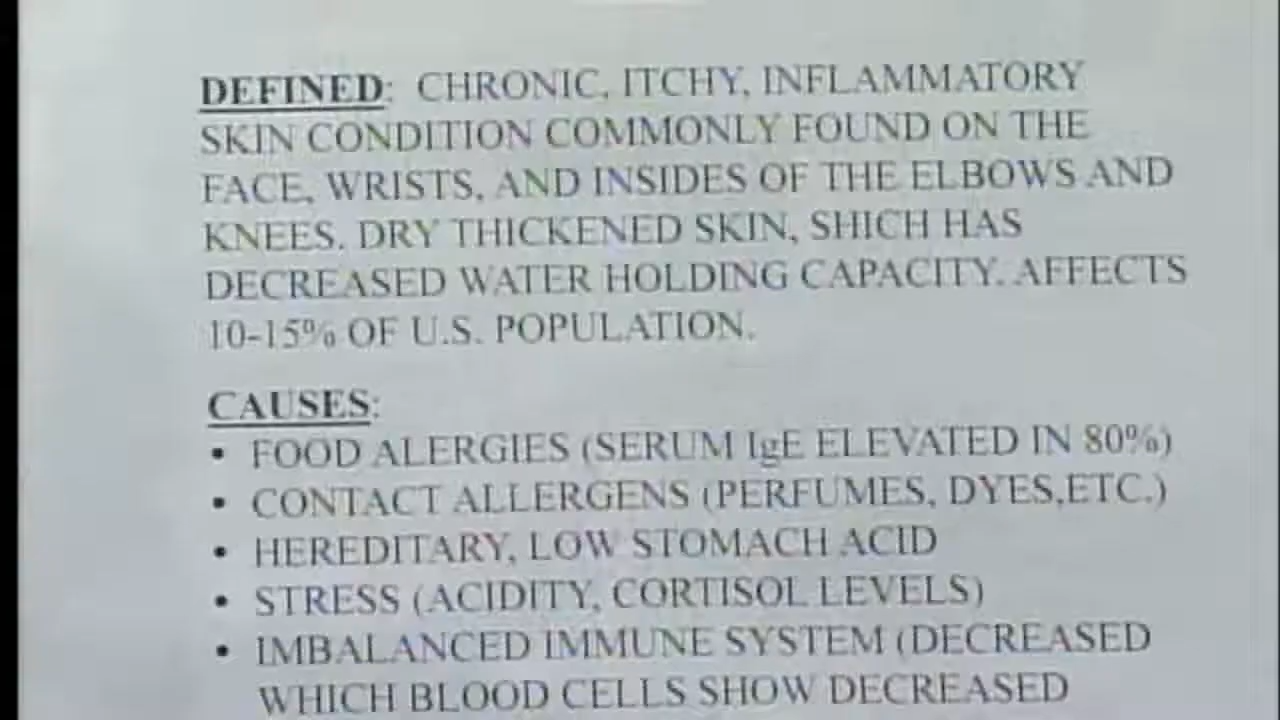 DEFINED: CHRONIC, ITCHY, INFLAMMATORY
SKIN CONDITION COMMONLY FOUND ON THE
FACE, WRISTS, AND INSIDES OF THE ELBOWS AND
KNEES. DRY THICKENED SKIN, SHICH HAS
DECREASED WATER HOLDING CAPACITY. AFFECTS
10-15% OF U.S. POPULATION.
CAUSES:
• FOOD ALERGIES (SERUM IgE ELEVATED IN 80%)
• CONTACT ALLERGENS (PERFUMES, DYES,ETC.)
• HEREDITARY, LOW STOMACH ACID
• STRESS (ACIDITY, CORTISOL LEVELS)
• IMBALANCED IMMUNE SYSTEM (DECREASED
WHICH BLOOD CELLS SHOW DECREASED